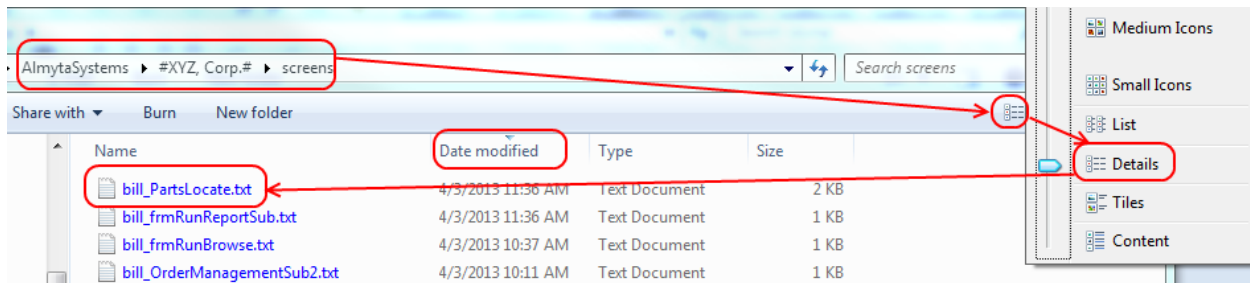 AlmytaSystems ▸ #XYZ, Corp.# ▸ screens
Search screens
Share with Burn New folder
Name Date modified Type Size
bill_PartsLocate.txt 4/3/2013 11:36 AM Text Document 2 KB
bill_frmRunReportSub.txt 4/3/2013 11:36 AM Text Document 1 KB
bill_frmRunBrowse.txt 4/3/2013 10:37 AM Text Document 1 KB
bill_OrderManagementSub2.txt 4/3/2013 10:11 AM Text Document 1 KB
Medium Icons
Small Icons
List
Details
Tiles
Content